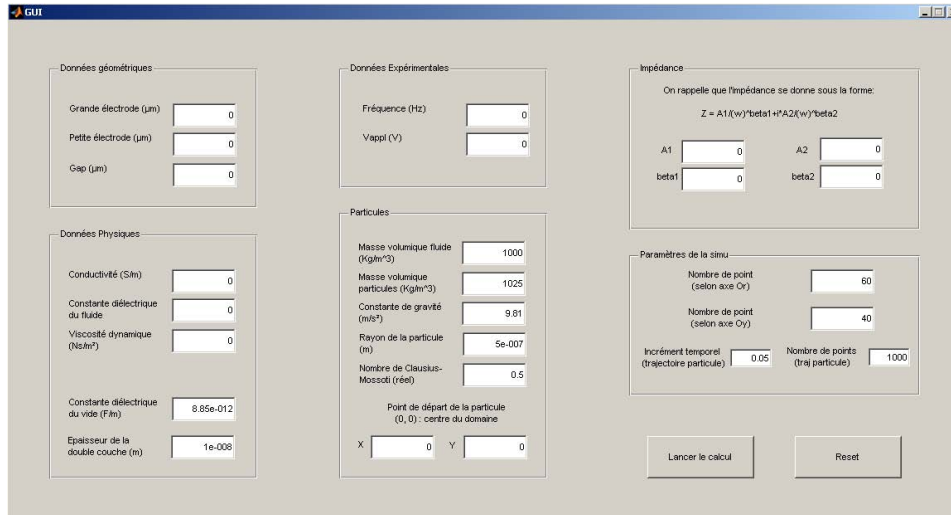 GUI
Données géométriques
Grande électrode (µm) 0
Petite électrode (µm) 0
Gap (µm) 0
Données Physiques
Conductivité (S/m) 0
Constante diélectrique
du fluide 0
Viscosité dynamique
(Ns/m²) 0
Constante diélectrique
du vide (F/m) 8.85e-012
Epaisseur de la
double couche (m) 1e-008
Données Expérimentales
Fréquence (Hz) 0
Vappl (V) 0
Particules
Masse volumique fluide
(Kg/m^3) 1000
Masse volumique
particules (Kg/m^3) 1025
Constante de gravité
(m/s²) 9.81
Rayon de la particule
(m) 5e-007
Nombre de Clausius-
Mossoti (réel) 0.5
Point de départ de la particule
(0, 0) : centre du domaine
X 0 Y 0
Impédance
On rappelle que l'impédance se donne sous la forme:
Z = A1/(w)^beta1+i*A2/(w)^beta2
A1 0 A2 0
beta1 0 beta2 0
Paramètres de la simu
Nombre de point
(selon axe Or) 60
Nombre de point
(selon axe Oy) 40
Incrément temporel
(trajectoire particule) 0.05
Nombre de points
(traj particule) 1000
Lancer le calcul
Reset